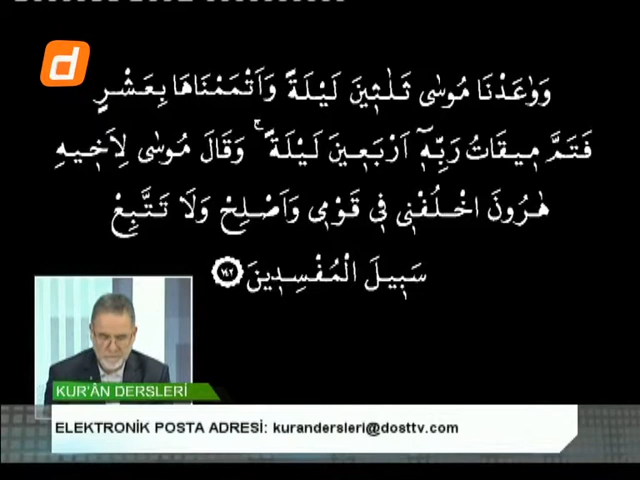 d
وَوٰعَدْنَا مُوسٰى ثَلٰثٖينَ لَيْلَةً وَاَتْمَمْنَاهَا بِعَشْرٍ
فَتَمَّ مٖيقَاتُ رَبِّهٖٓ اَرْبَعٖينَ لَيْلَةًۚ وَقَالَ مُوسٰى لِاَخٖيهِ
هٰرُونَ اخْلُفْنٖى فٖى قَوْمٖى وَاَصْلِحْ وَلَا تَتَّبِعْ
سَبٖيلَ الْمُفْسِدٖينَ ﴿١٤٢﴾
KUR'ÂN DERSLERİ
ELEKTRONİK POSTA ADRESİ: kurandersleri@dosttv.com